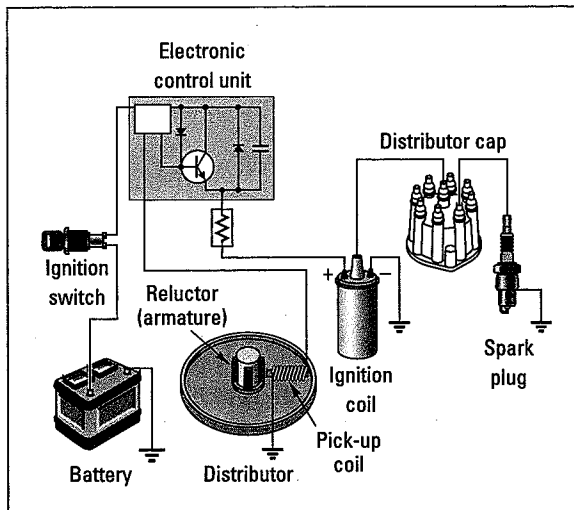 Electronic
control unit
Distributor cap
Ignition
switch
Reluctor
(armature)
+
−
Ignition
coil
Spark
plug
Pick-up
coil
Battery
Distributor